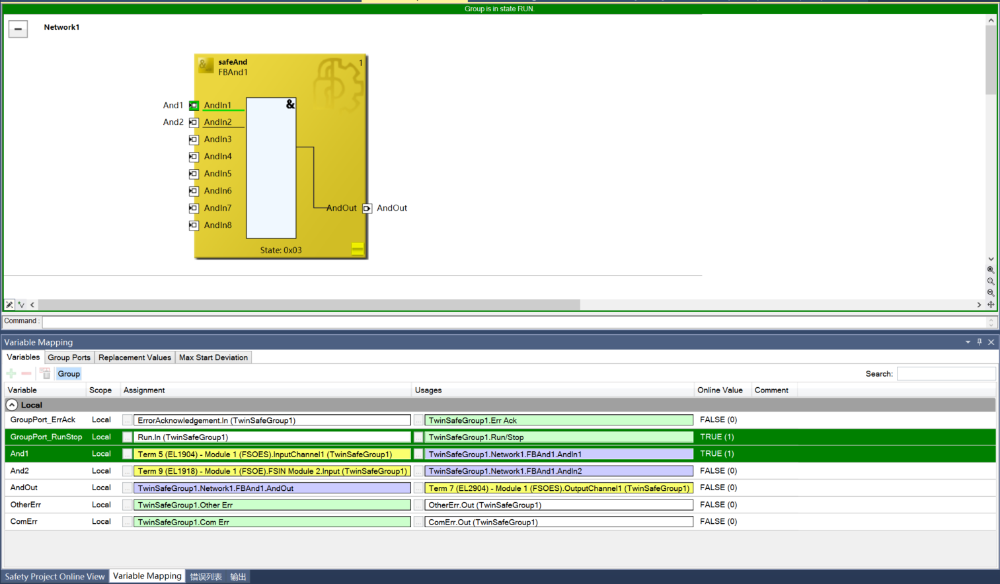 Group is in state RUN.
Network1
& safeAnd 1
FBAnd1
And1 AndIn1 &
And2 AndIn2
AndIn3
AndIn4
AndIn5
AndIn6
AndIn7 AndOut AndOut
AndIn8
State: 0x03
Command :
Variable Mapping
Variables Group Ports Replacement Values Max Start Deviation
Group Search:
Variable Scope Assignment Usages Online Value Comment
Local
GroupPort_ErrAck Local ... ErrorAcknowledgement.In (TwinSafeGroup1) ... TwinSafeGroup1.Err Ack FALSE (0)
GroupPort_RunStop Local ... Run.In (TwinSafeGroup1) ... TwinSafeGroup1.Run/Stop TRUE (1)
And1 Local ... Term 5 (EL1904) - Module 1 (FSOES).InputChannel1 (TwinSafeGroup1) ... TwinSafeGroup1.Network1.FBAnd1.AndIn1 TRUE (1)
And2 Local ... Term 9 (EL1918) - Module 1 (FSOE).FSIN Module 2.Input (TwinSafeGroup1) ... TwinSafeGroup1.Network1.FBAnd1.AndIn2 FALSE (0)
AndOut Local ... TwinSafeGroup1.Network1.FBAnd1.AndOut ... Term 7 (EL2904) - Module 1 (FSOES).OutputChannel1 (TwinSafeGroup1) FALSE (0)
OtherErr Local ... TwinSafeGroup1.Other Err ... OtherErr.Out (TwinSafeGroup1) FALSE (0)
ComErr Local ... TwinSafeGroup1.Com Err ... ComErr.Out (TwinSafeGroup1) FALSE (0)
Safety Project Online View Variable Mapping 错误列表 输出